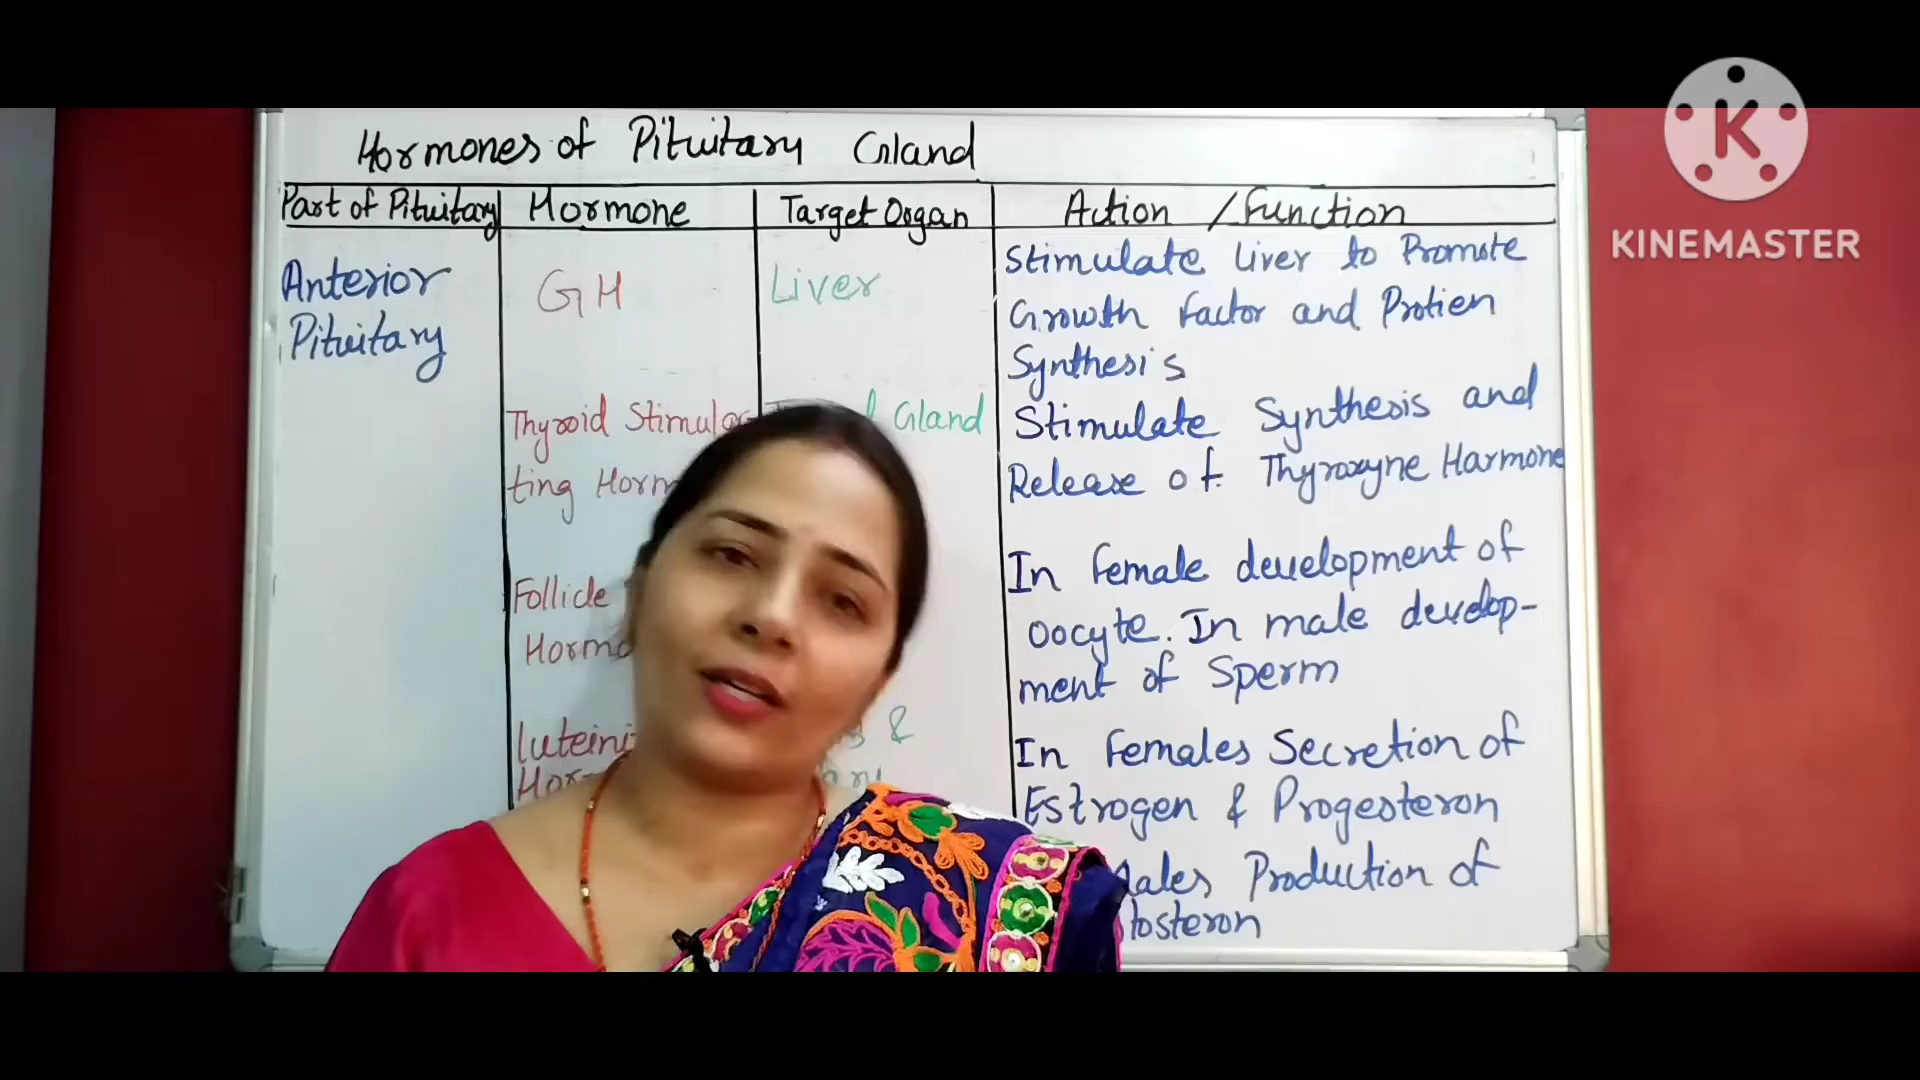 Hormones of Pituitary Gland
Part of Pituitary Hormone Target Organ Action / Function
Anterior
Pituitary
GH
Liver
Stimulate Liver to Promote
Growth factor and Protien
Synthesis
Thyroid Stimula-
ting
Gland
Stimulate Synthesis and
Release of Thyroxyne Harmone
Follicle
In female development of
Oocyte. In male develop-
ment of Sperm
&
In Females Secretion of
Estrogen & Progesteron
Production of
KINEMASTER